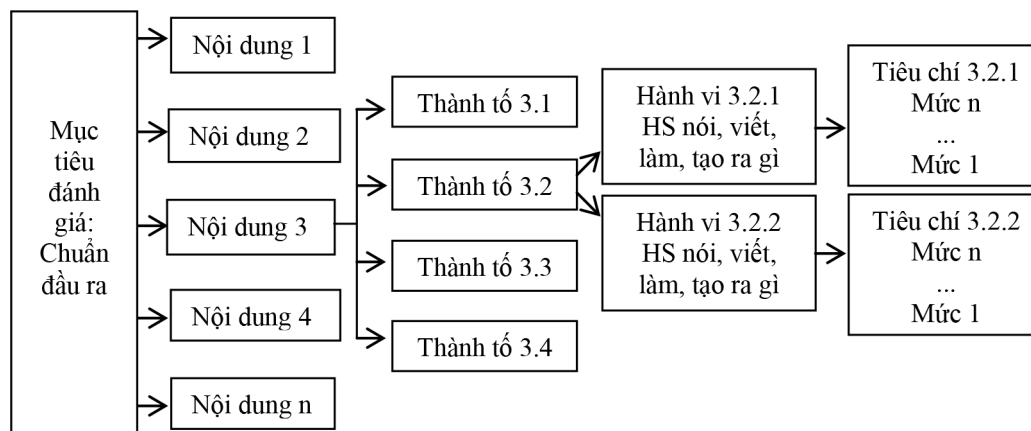 Mục
tiêu
đánh
giá:
Chuẩn
đầu ra
Nội dung 1
Nội dung 2
Nội dung 3
Nội dung 4
Nội dung n
Thành tố 3.1
Thành tố 3.2
Thành tố 3.3
Thành tố 3.4
Hành vi 3.2.1
HS nói, viết,
làm, tạo ra gì
Hành vi 3.2.2
HS nói, viết,
làm, tạo ra gì
Tiêu chí 3.2.1
Mức n
...
Mức 1
Tiêu chí 3.2.2
Mức n
...
Mức 1